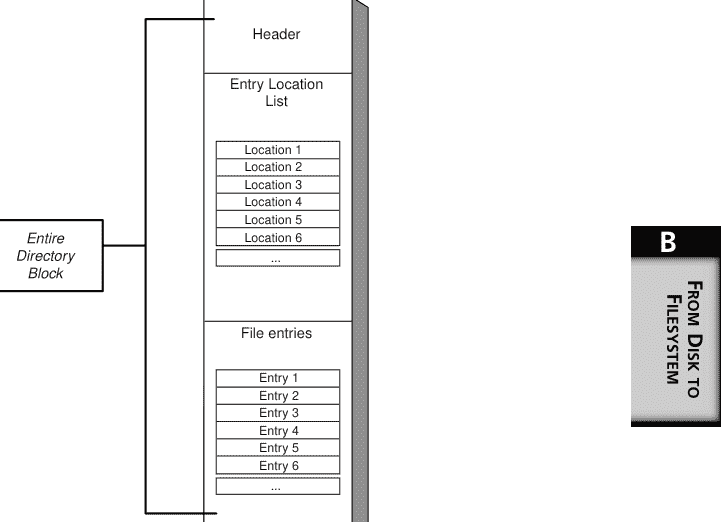 Header
Entry Location
List
Location 1
Location 2
Location 3
Location 4
Location 5
Location 6
...
Entire
Directory
Block
File entries
Entry 1
Entry 2
Entry 3
Entry 4
Entry 5
Entry 6
...
B
FROM DISK TO
FILESYSTEM